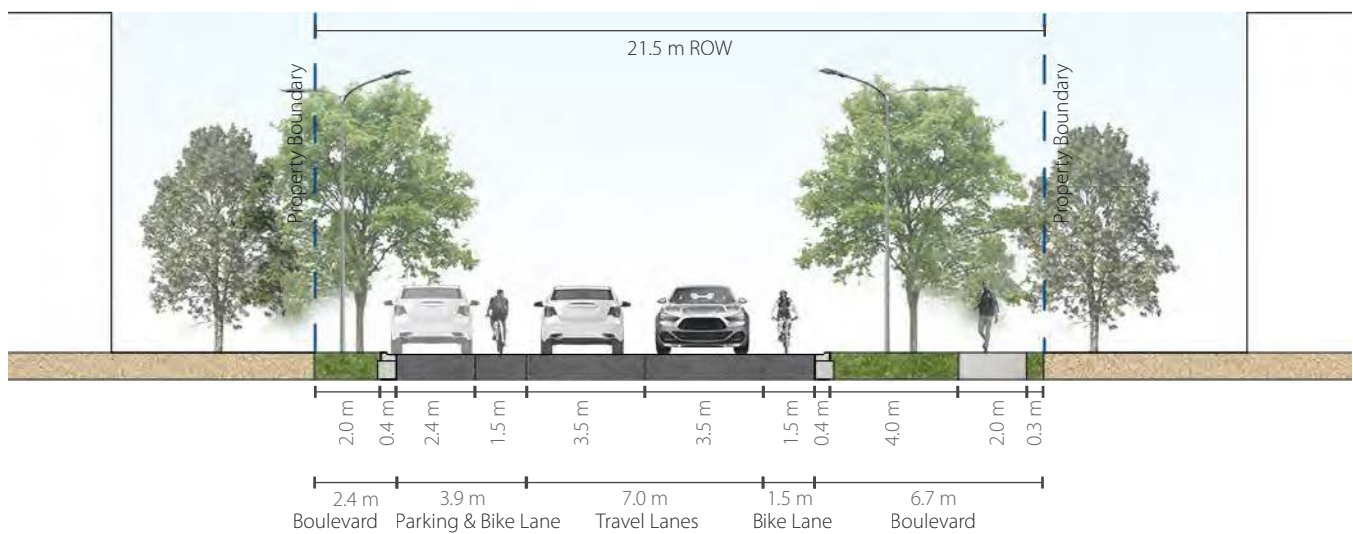 21.5 m ROW
Property Boundary
Property Boundary
2.0 m
0.4 m
2.4 m
1.5 m
3.5 m
3.5 m
1.5 m
0.4 m
4.0 m
2.0 m
0.3 m
2.4 m
Boulevard
3.9 m
Parking & Bike Lane
7.0 m
Travel Lanes
1.5 m
Bike Lane
6.7 m
Boulevard